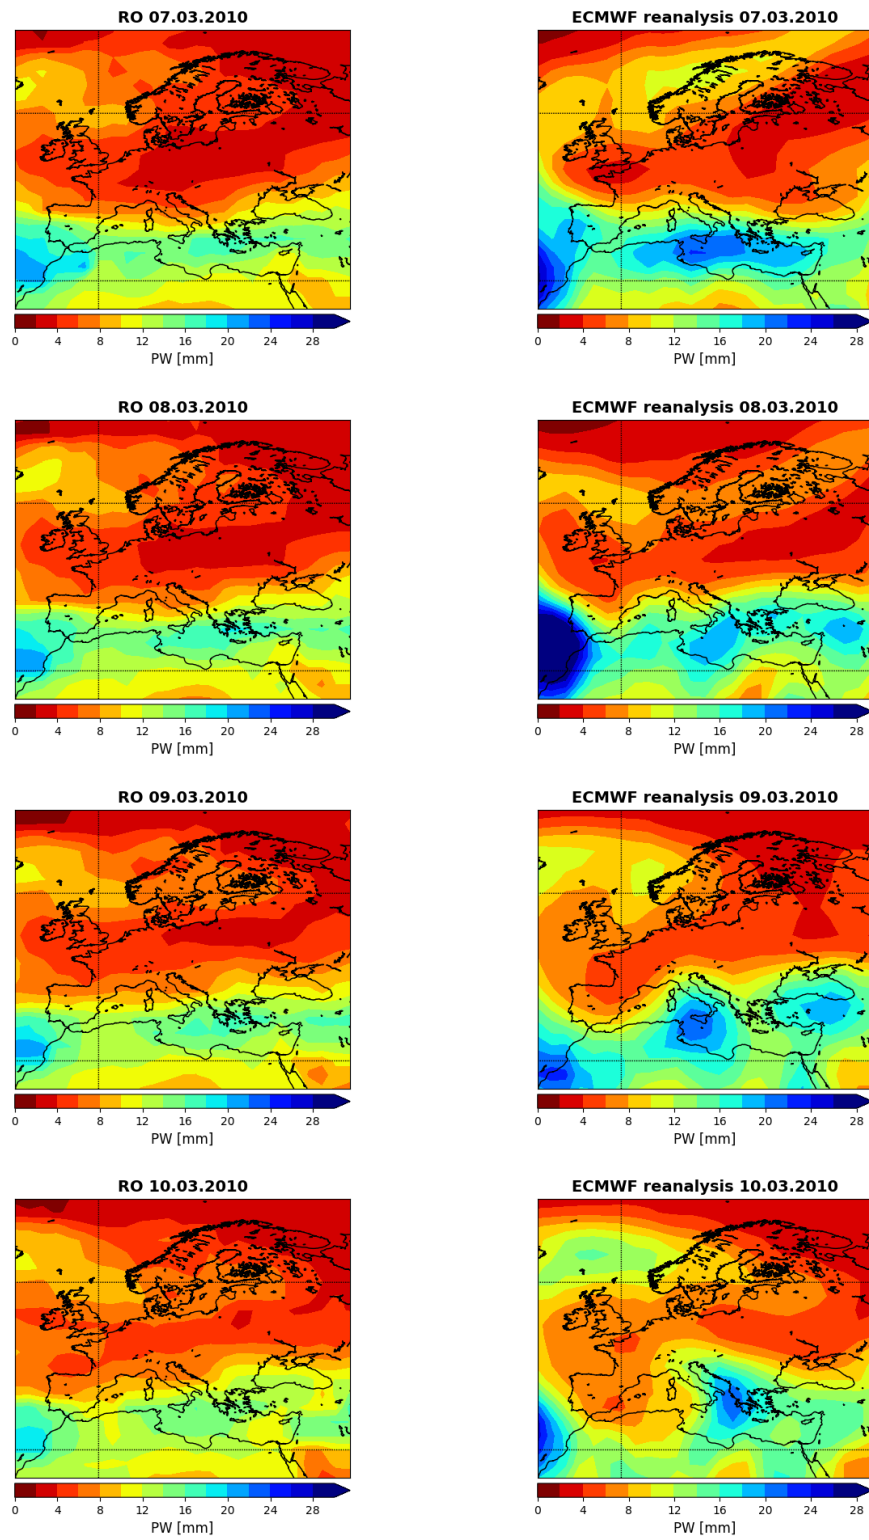 RO 07.03.2010
ECMWF reanalysis 07.03.2010
0 4 8 12 16 20 24 28
PW [mm]
0 4 8 12 16 20 24 28
PW [mm]
RO 08.03.2010
ECMWF reanalysis 08.03.2010
0 4 8 12 16 20 24 28
PW [mm]
0 4 8 12 16 20 24 28
PW [mm]
RO 09.03.2010
ECMWF reanalysis 09.03.2010
0 4 8 12 16 20 24 28
PW [mm]
0 4 8 12 16 20 24 28
PW [mm]
RO 10.03.2010
ECMWF reanalysis 10.03.2010
0 4 8 12 16 20 24 28
PW [mm]
0 4 8 12 16 20 24 28
PW [mm]